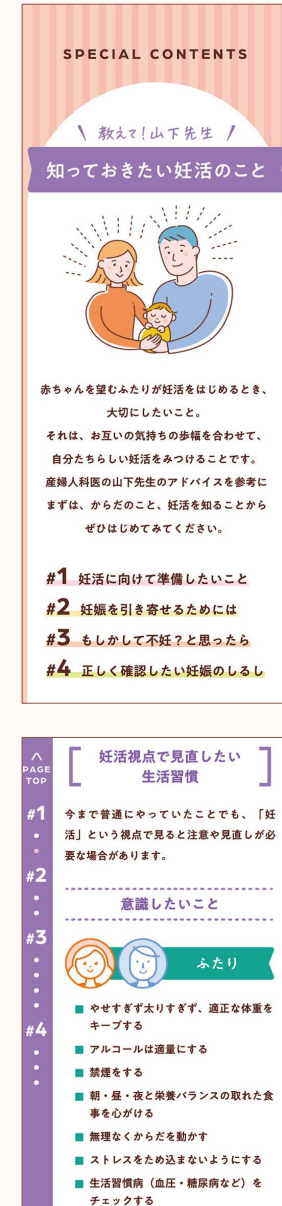 SPECIAL CONTENTS
教えて!山下先生
知っておきたい妊活のこと
赤ちゃんを望むふたりが妊活をはじめるとき、
大切にしたいこと。
それは、お互いの気持ちの歩幅を合わせて、
自分たちらしい妊活をみつけることです。
産婦人科医の山下先生のアドバイスを参考に
まずは、からだのこと、妊活を知ることから
ぜひはじめてみてください。
#1 妊活に向けて準備したいこと
#2 妊娠を引き寄せるためには
#3 もしかして不妊?と思ったら
#4 正しく確認したい妊娠のしるし
PAGE
TOP
#1
#2
#3
#4
妊活視点で見直したい
生活習慣
今まで普通にやっていたことでも、「妊
活」という視点で見ると注意や見直しが必
要な場合があります。
意識したいこと
ふたり
やせすぎず太りすぎず、適正な体重を
キープする
アルコールは適量にする
禁煙をする
朝・昼・夜と栄養バランスの取れた食
事を心がける
無理なくからだを動かす
ストレスをため込まないようにする
生活習慣病(血圧・糖尿病など)を
チェックする